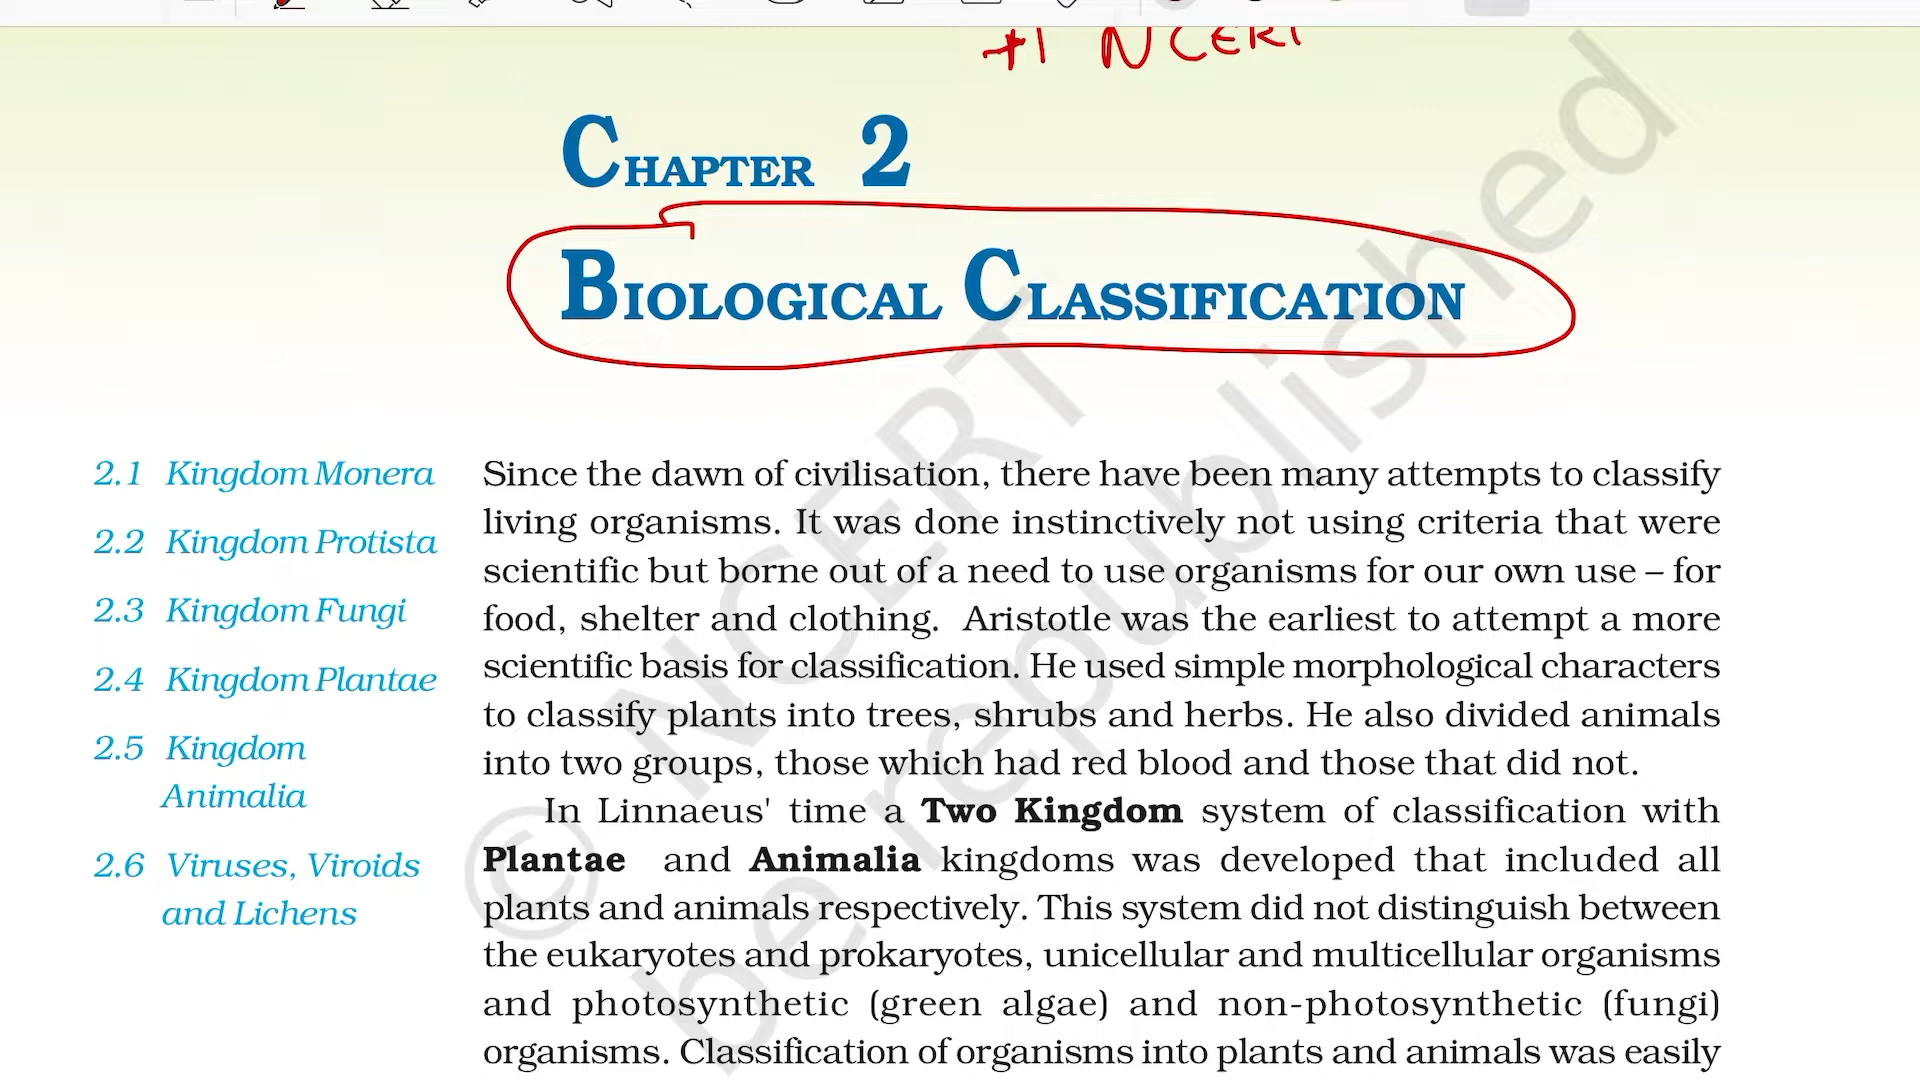 +1 NCERT
CHAPTER 2
BIOLOGICAL CLASSIFICATION
2.1 Kingdom Monera
2.2 Kingdom Protista
2.3 Kingdom Fungi
2.4 Kingdom Plantae
2.5 Kingdom
Animalia
2.6 Viruses, Viroids
and Lichens
Since the dawn of civilisation, there have been many attempts to classify
living organisms. It was done instinctively not using criteria that were
scientific but borne out of a need to use organisms for our own use – for
food, shelter and clothing. Aristotle was the earliest to attempt a more
scientific basis for classification. He used simple morphological characters
to classify plants into trees, shrubs and herbs. He also divided animals
into two groups, those which had red blood and those that did not.
In Linnaeus' time a Two Kingdom system of classification with
Plantae and Animalia kingdoms was developed that included all
plants and animals respectively. This system did not distinguish between
the eukaryotes and prokaryotes, unicellular and multicellular organisms
and photosynthetic (green algae) and non-photosynthetic (fungi)
organisms. Classification of organisms into plants and animals was easily
© NCERT
be republished